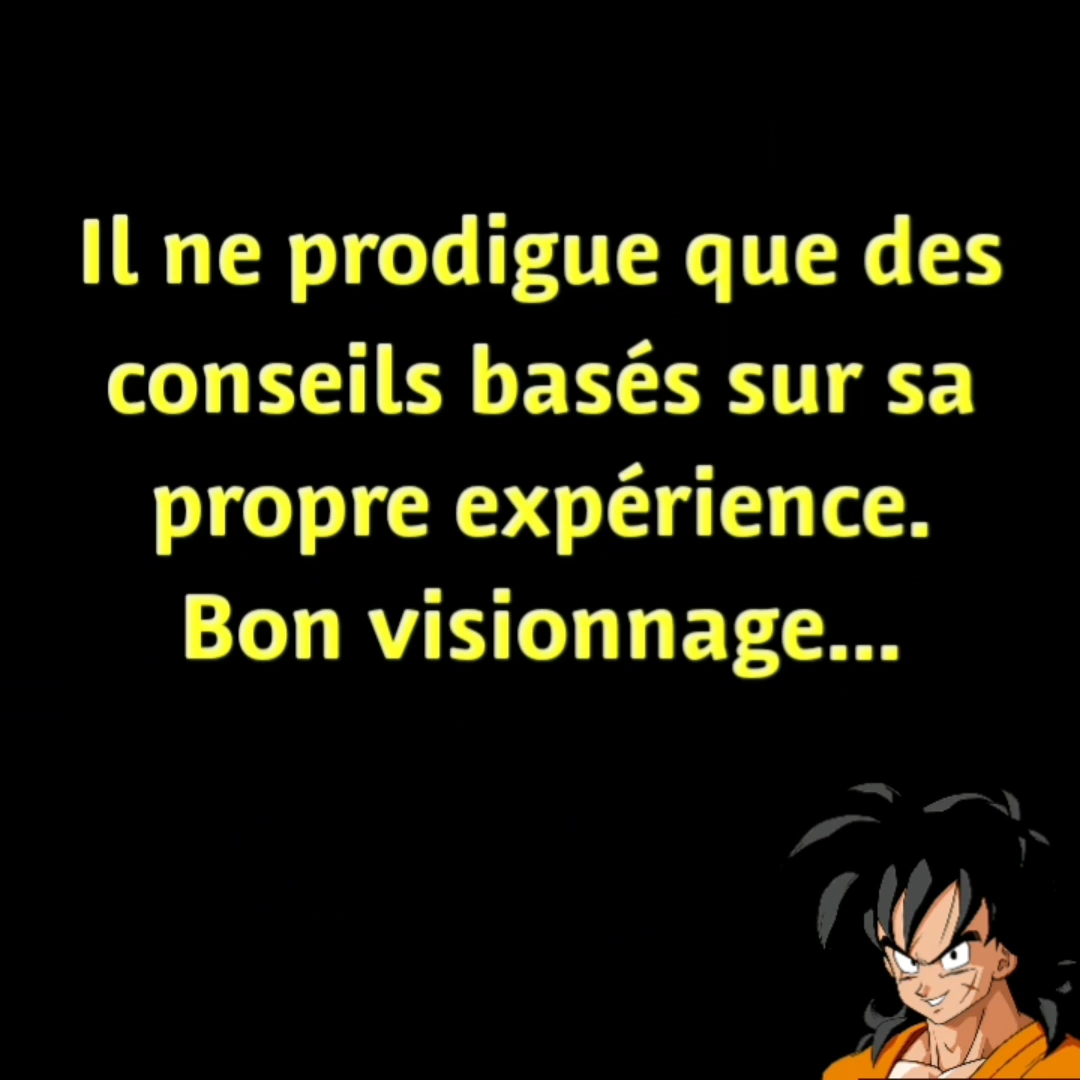 Il ne prodigue que des
conseils basés sur sa
propre expérience.
Bon visionnage...